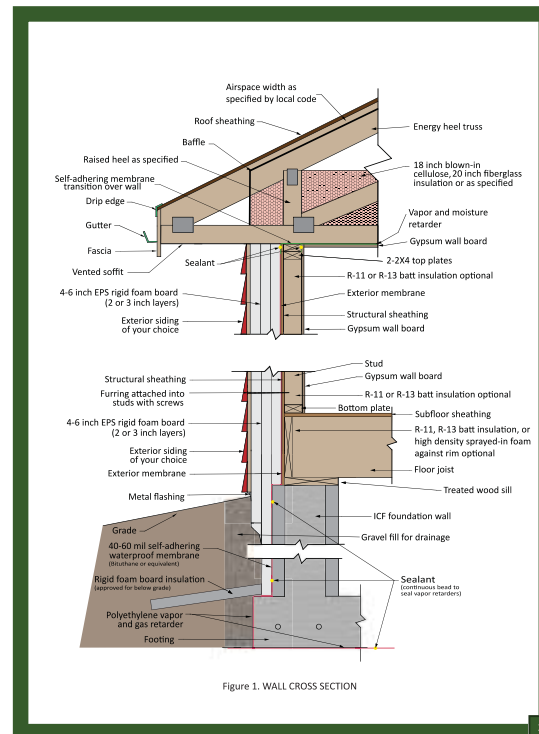 Airspace width as
specified by local code
Roof sheathing
Energy heel truss
Baffle
Raised heel as specified
18 inch blown-in
cellulose, 20 inch fiberglass
insulation or as specified
Self-adhering membrane
transition over wall
Drip edge
Vapor and moisture
retarder
Gutter
Gypsum wall board
Fascia
Sealant
2-2X4 top plates
Vented soffit
R-11 or R-13 batt insulation optional
4-6 inch EPS rigid foam board
(2 or 3 inch layers)
Exterior membrane
Exterior siding
of your choice
Structural sheathing
Gypsum wall board
Stud
Structural sheathing
Gypsum wall board
Furring attached into
studs with screws
R-11 or R-13 batt insulation optional
Bottom plate
Subfloor sheathing
4-6 inch EPS rigid foam board
(2 or 3 inch layers)
R-11, R-13 batt insulation, or
high density sprayed-in foam
against rim optional
Exterior siding
of your choice
Floor joist
Exterior membrane
Treated wood sill
Metal flashing
ICF foundation wall
Grade
Gravel fill for drainage
40-60 mil self-adhering
waterproof membrane
(Bituthane or equivalent)
Rigid foam board insulation
(approved for below grade)
Sealant
(continuous bead to
seal vapor retarders)
Polyethylene vapor
and gas retarder
Footing
Figure 1. WALL CROSS SECTION